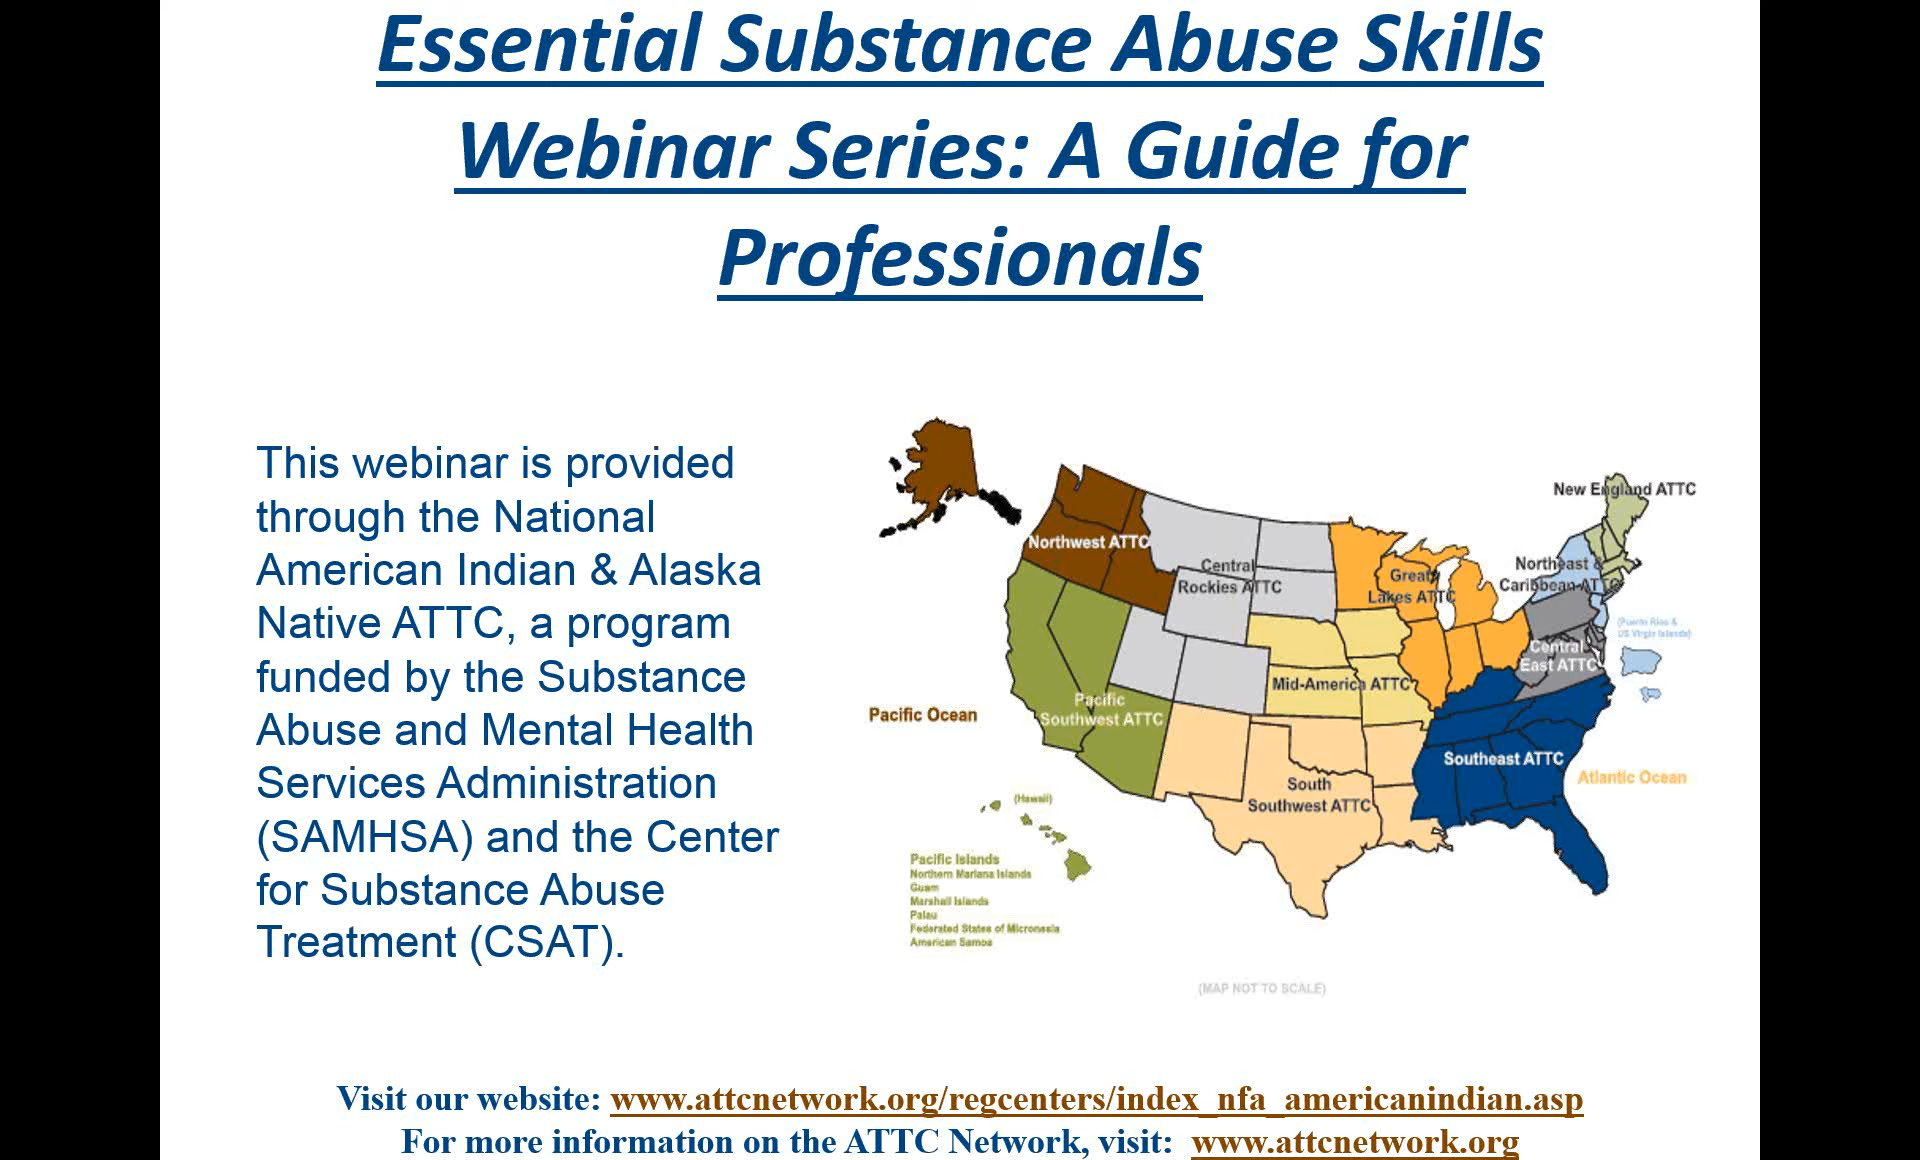 Essential Substance Abuse Skills
Webinar Series: A Guide for
Professionals
This webinar is provided
through the National
American Indian & Alaska
Native ATTC, a program
funded by the Substance
Abuse and Mental Health
Services Administration
(SAMHSA) and the Center
for Substance Abuse
Treatment (CSAT).
New England ATTC
Northwest ATTC
Central
Rockies ATTC
Great
Lakes ATTC
Northeast &
Caribbean ATTC
(Puerto Rico &
US Virgin Islands)
Central
East ATTC
Mid-America ATTC
Pacific
Southwest ATTC
Pacific Ocean
Southeast ATTC
Atlantic Ocean
South
Southwest ATTC
(Hawaii)
Pacific Islands
Northern Mariana Islands
Guam
Marshall Islands
Palau
Federated States of Micronesia
American Samoa
(MAP NOT TO SCALE)
Visit our website: www.attcnetwork.org/regcenters/index_nfa_americanindian.asp
For more information on the ATTC Network, visit: www.attcnetwork.org